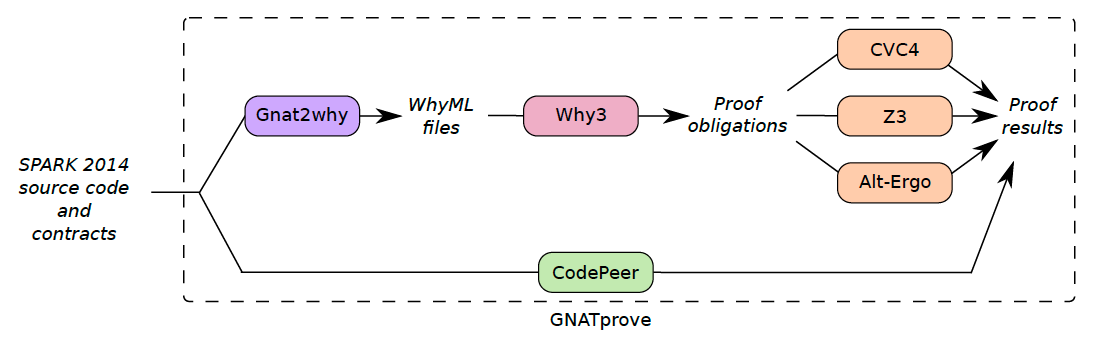 SPARK 2014
source code
and
contracts
Gnat2why
WhyML
files
Why3
Proof
obligations
CVC4
Z3
Alt-Ergo
Proof
results
CodePeer
GNATprove